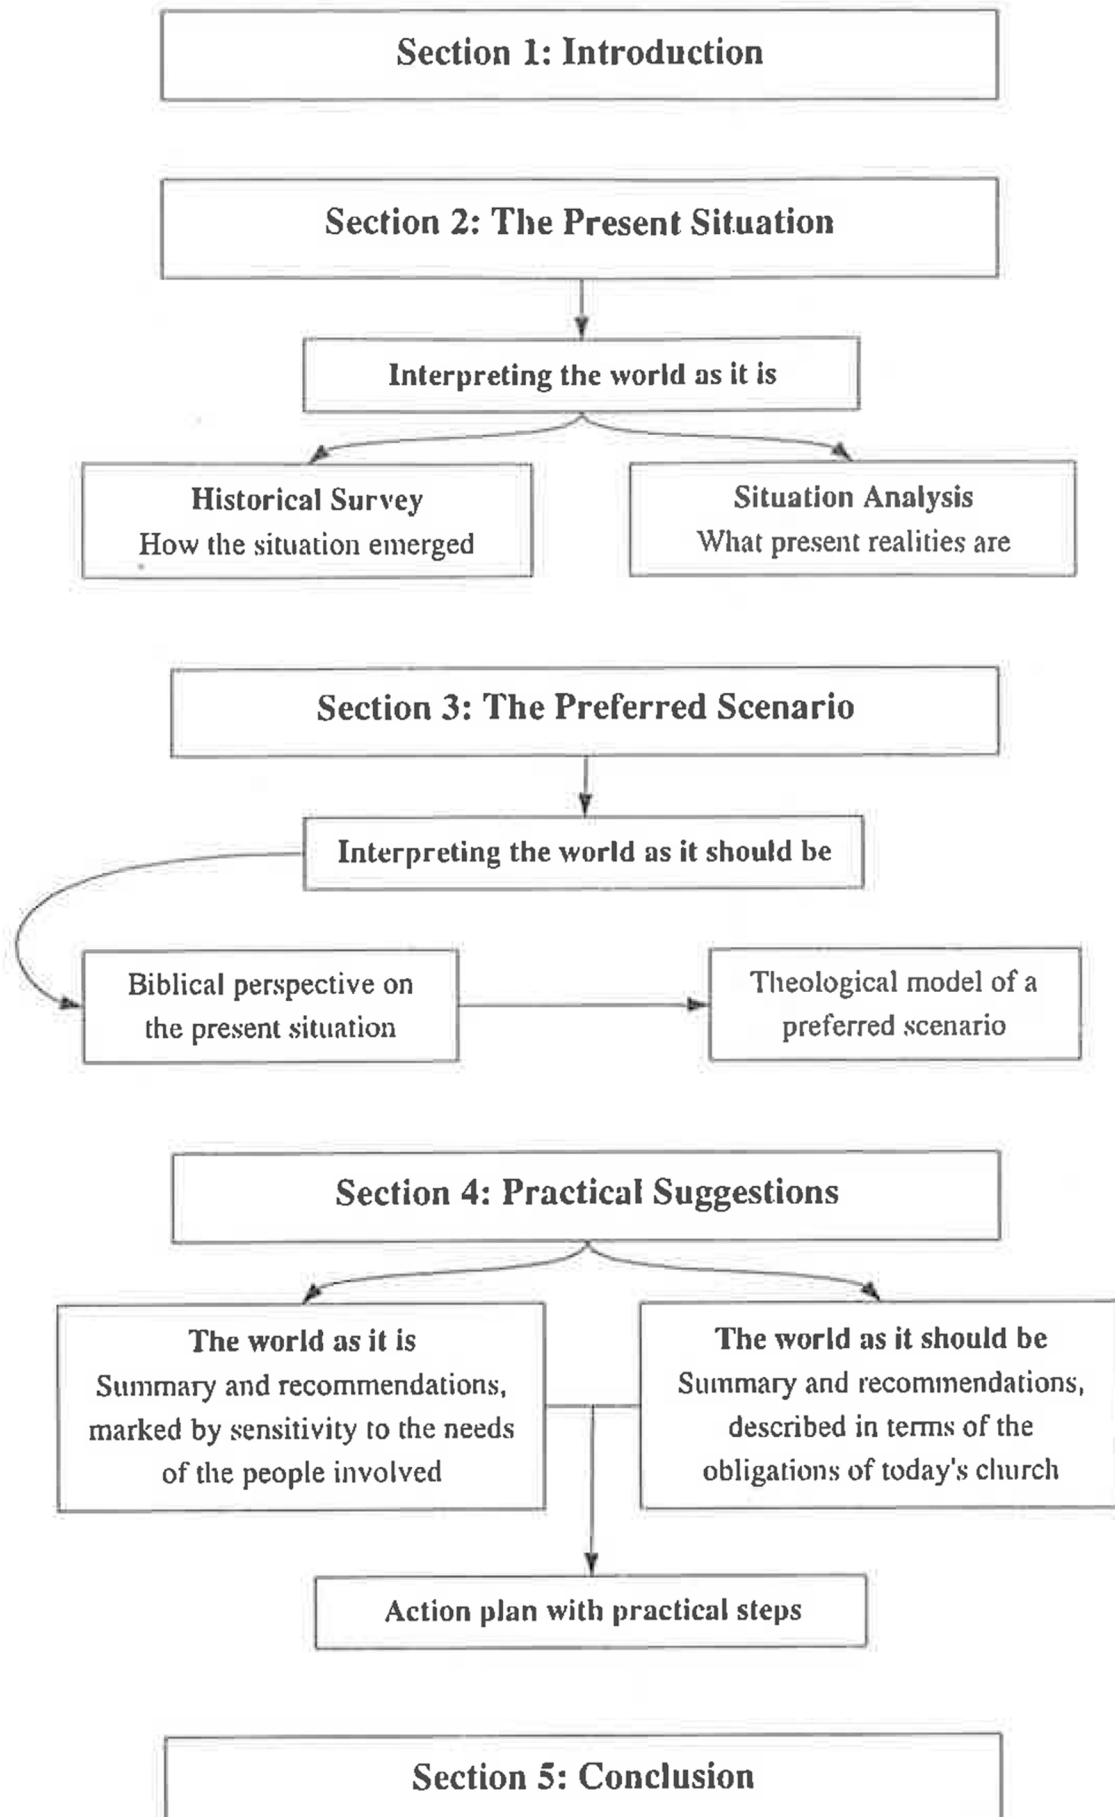 Section 1: Introduction
Section 2: The Present Situation
Interpreting the world as it is
Historical Survey
How the situation emerged
Situation Analysis
What present realities are
Section 3: The Preferred Scenario
Interpreting the world as it should be
Biblical perspective on
the present situation
Theological model of a
preferred scenario
Section 4: Practical Suggestions
The world as it is
Summary and recommendations,
marked by sensitivity to the needs
of the people involved
The world as it should be
Summary and recommendations,
described in terms of the
obligations of today's church
Action plan with practical steps
Section 5: Conclusion